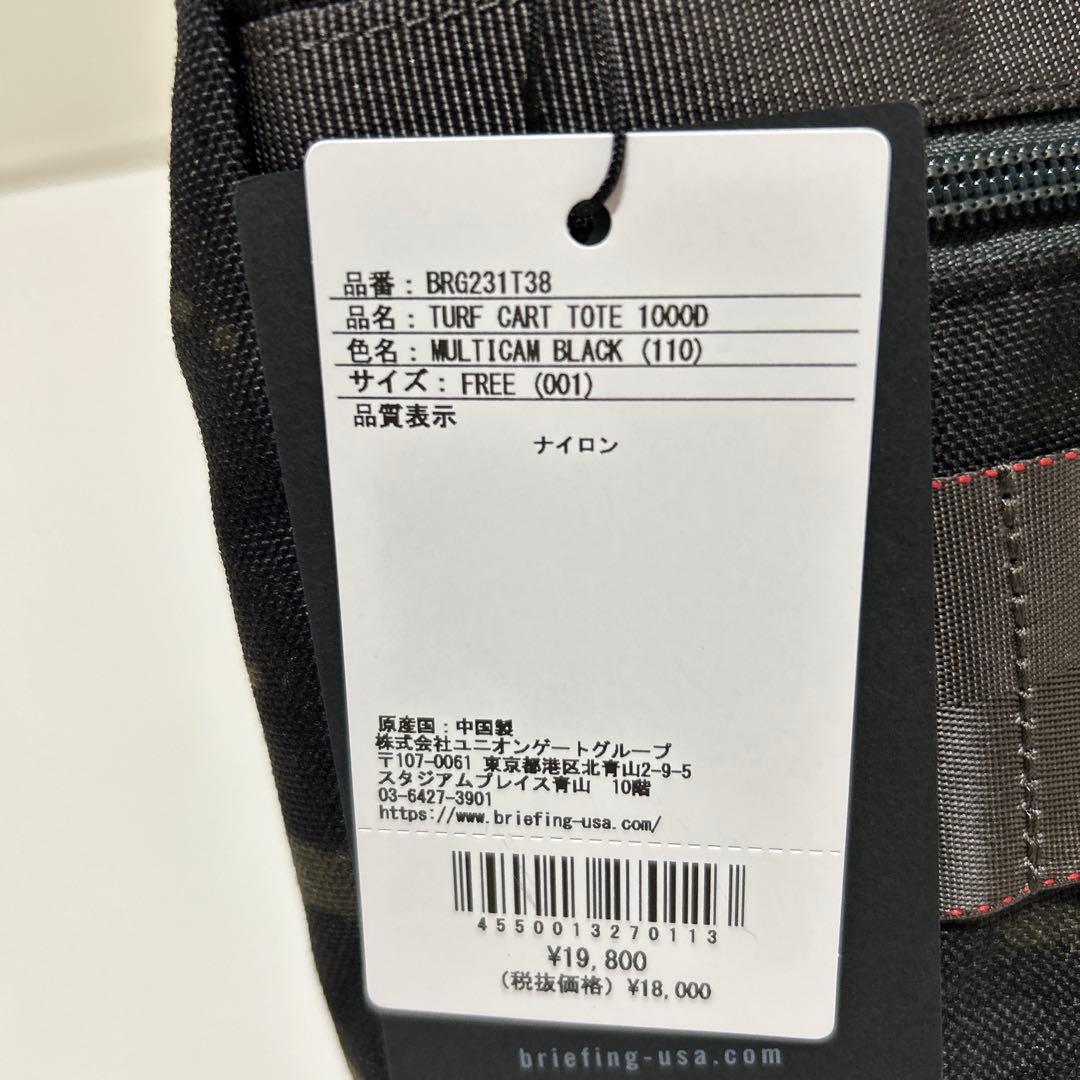 品番 : BRG231T38
品名 : TURF CART TOTE 1000D
色名 : MULTICAM BLACK (110)
サイズ : FREE (001)
品質表示
ナイロン
原産国 : 中国製
株式会社ユニオンゲートグループ
〒107-0061 東京都港区北青山2-9-5
スタジアムプレイス青山 10階
03-6427-3901
https://www.briefing-usa.com/
4550013270113
¥19,800
(税抜価格) ¥18,000
briefing-usa.com